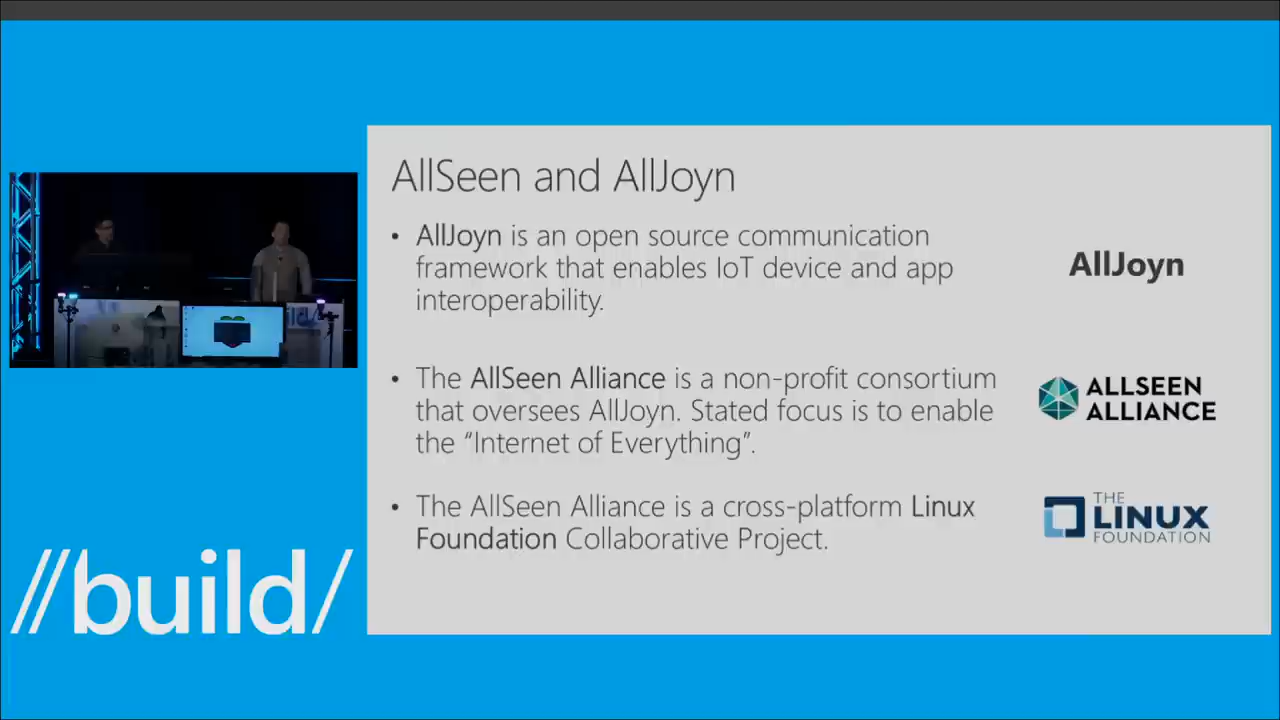 AllSeen and AllJoyn
• AllJoyn is an open source communication
framework that enables IoT device and app
interoperability.
AllJoyn
• The AllSeen Alliance is a non-profit consortium
that oversees AllJoyn. Stated focus is to enable
the “Internet of Everything”.
ALLSEEN
ALLIANCE
• The AllSeen Alliance is a cross-platform Linux
Foundation Collaborative Project.
THE
LINUX
FOUNDATION
//build/